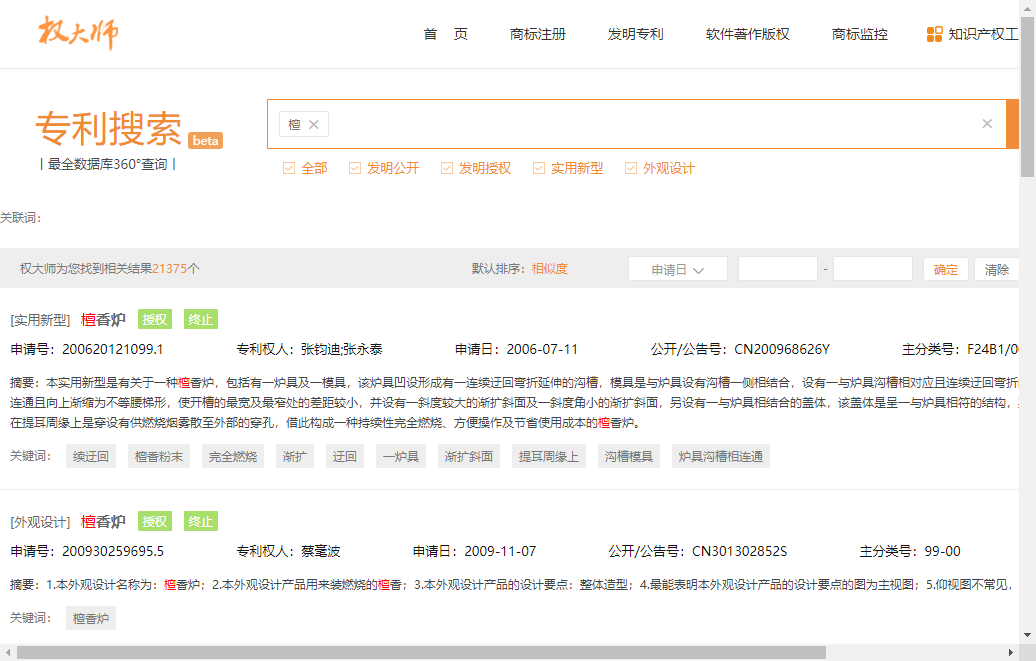 权大师
首 页 商标注册 发明专利 软件著作版权 商标监控 知识产权工
专利搜索 beta
最全数据库360°查询
檀
全部 发明公开 发明授权 实用新型 外观设计
关联词:
权大师为您找到相关结果21375个 默认排序: 相似度 申请日 - 确定 清除
[实用新型] 檀香炉 授权 终止
申请号: 200620121099.1 专利权人: 张钧迪;张永泰 申请日: 2006-07-11 公开/公告号: CN200968626Y 主分类号: F24B1/0
摘要: 本实用新型是有关于一种檀香炉, 包括有一炉具及一模具, 该炉具凹设形成有一连续迂回弯折延伸的沟槽, 模具是与炉具设有沟槽一侧相结合, 设有一与炉具沟槽相对应且连续迂回弯折
连通且向上渐缩为不等腰梯形, 使开槽的最宽及最窄处的差距较小, 并设有一斜度较大的渐扩斜面及一斜度角小的渐扩斜面, 另设有一与炉具相结合的盖体, 该盖体是呈一与炉具相符的结构,
在提耳周缘上是穿设有供燃烧烟雾散至外部的穿孔, 借此构成一种持续性完全燃烧、方便操作及节省使用成本的檀香炉。
关键词: 续迂回 檀香粉末 完全燃烧 渐扩 迂回 一炉具 渐扩斜面 提耳周缘上 沟槽模具 炉具沟槽相连通
[外观设计] 檀香炉 授权 终止
申请号: 200930259695.5 专利权人: 蔡毫波 申请日: 2009-11-07 公开/公告号: CN301302852S 主分类号: 99-00
摘要: 1.本外观设计名称为: 檀香炉; 2.本外观设计产品用来装燃烧的檀香; 3.本外观设计产品的设计要点: 整体造型; 4.最能表明本外观设计产品的设计要点的图为主视图; 5.仰视图不常见,
关键词: 檀香炉